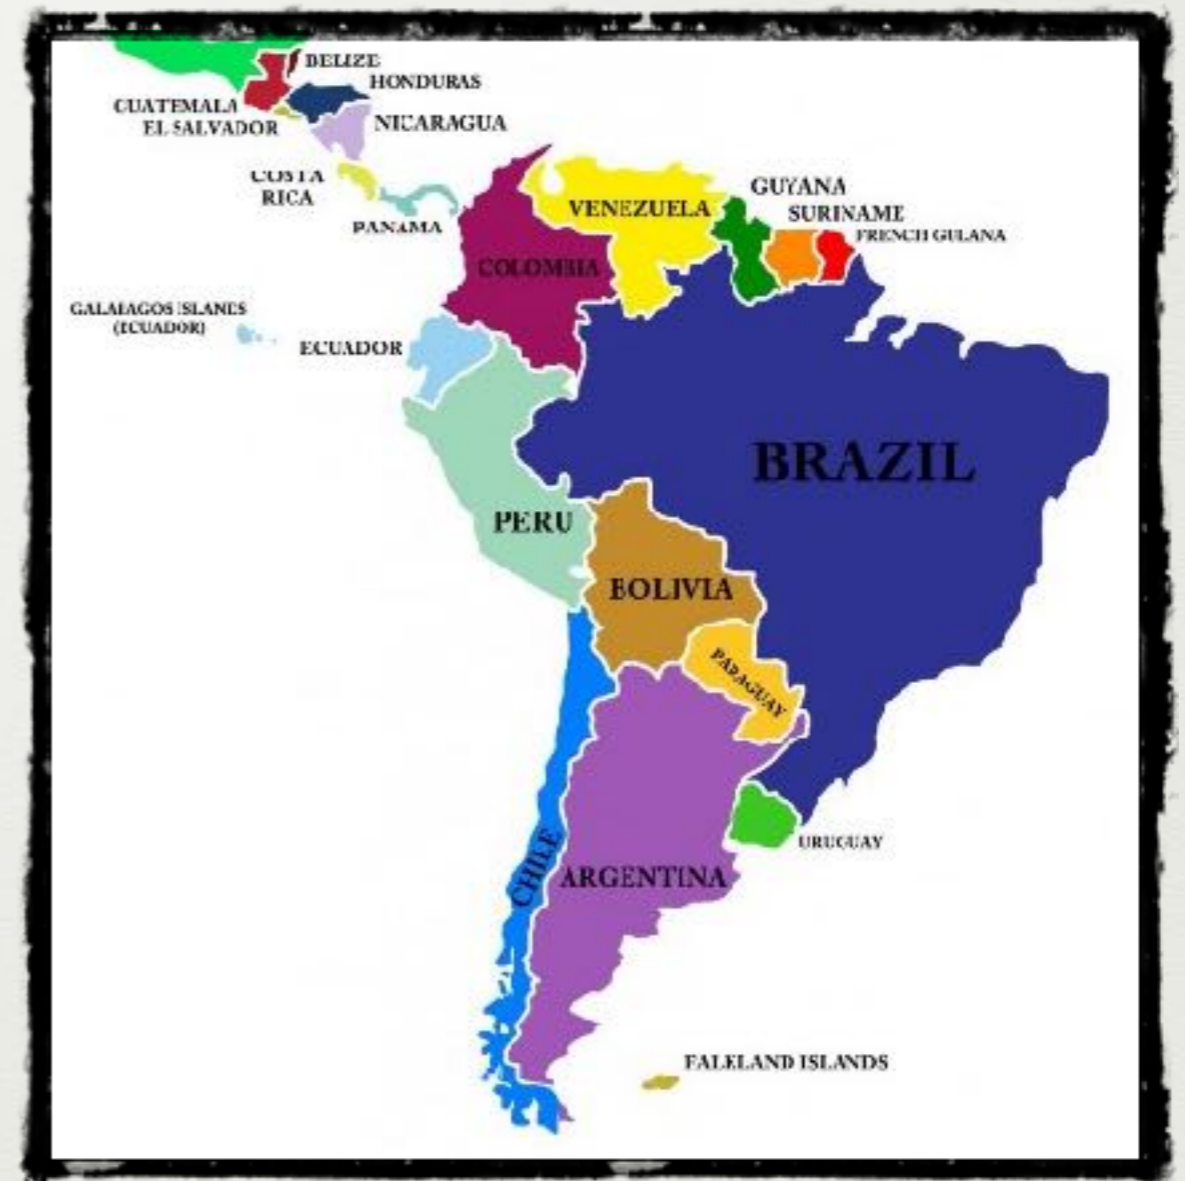 BELIZE
HONDURAS
GUATEMALA
EL SALVADOR
NICARAGUA
COSTA
RICA
PANAMA
VENEZUELA
GUYANA
SURINAME
FRENCH GUIANA
COLOMBIA
GALAPAGOS ISLANDS
(ECUADOR)
ECUADOR
BRAZIL
PERU
BOLIVIA
PARAGUAY
CHILE
ARGENTINA
URUGUAY
FALKLAND ISLANDS